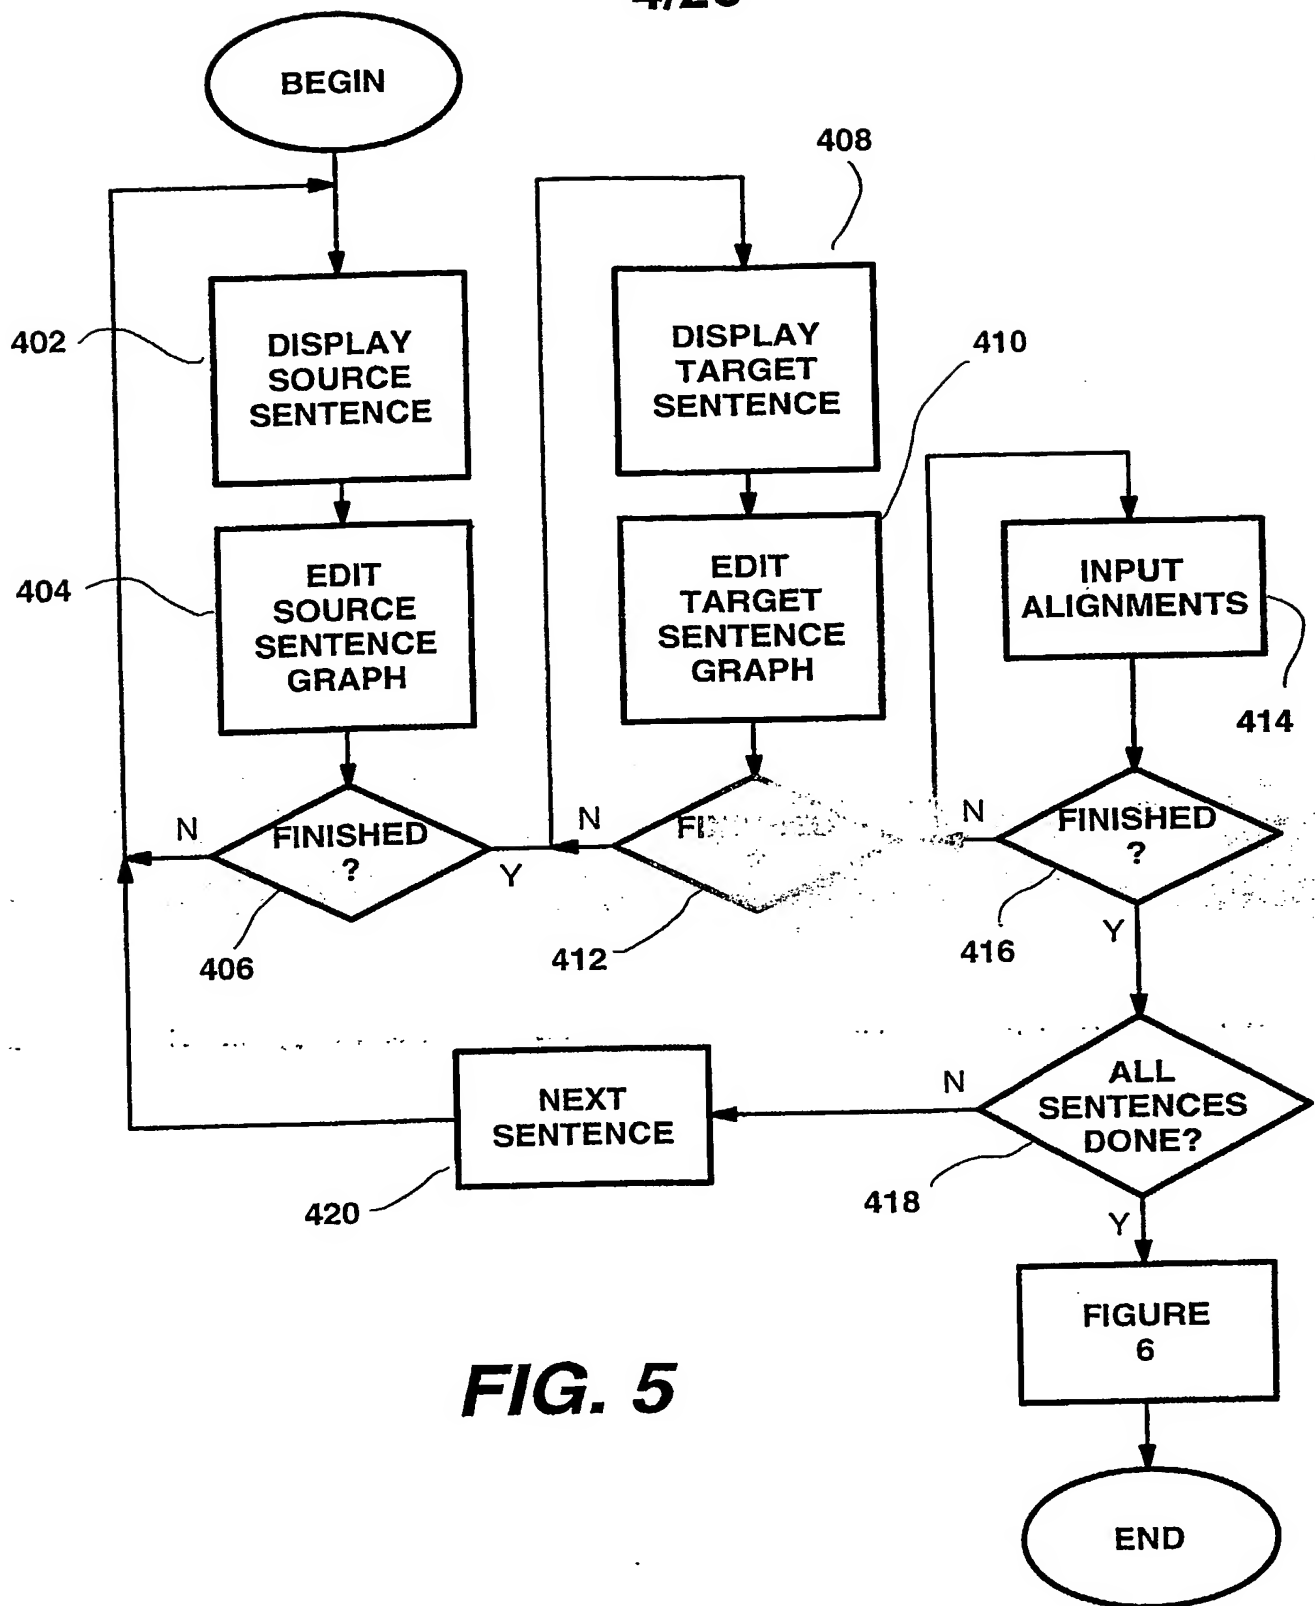 BEGIN
408
402
DISPLAY
SOURCE
SENTENCE
DISPLAY
TARGET
SENTENCE
410
404
EDIT
SOURCE
SENTENCE
GRAPH
EDIT
TARGET
SENTENCE
GRAPH
INPUT
ALIGNMENTS
414
N
FINISHED
?
Y
N
N
FINISHED
?
406
412
416
Y
NEXT
SENTENCE
420
N
ALL
SENTENCES
DONE?
418
Y
FIGURE
6
FIG. 5
END